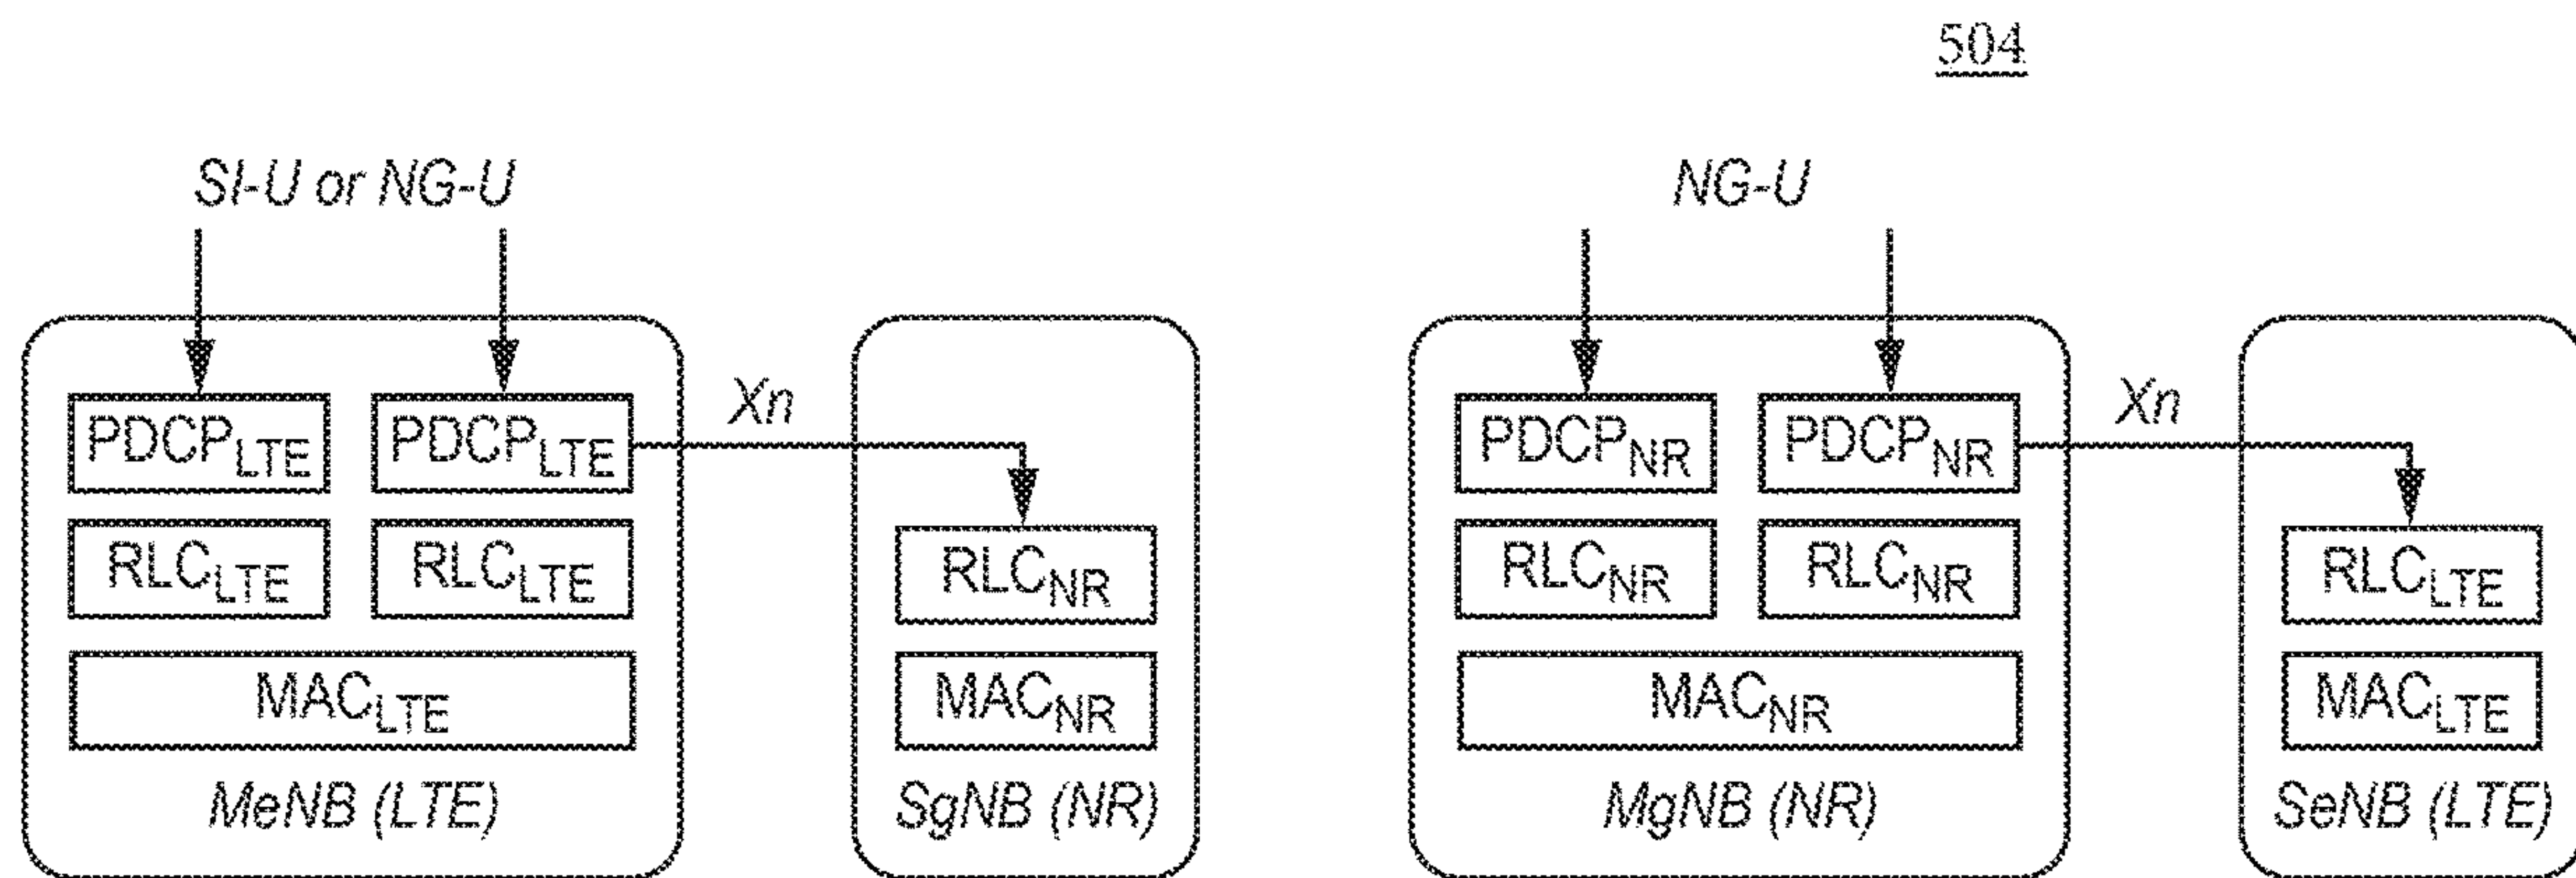 504
SI-U or NG-U
NG-U
PDCPLTE PDCPLTE
Xn
PDCPNR PDCPNR
Xn
RLCLTE RLCLTE
RLCNR
RLCNR RLCNR
RLCLTE
MACLTE
MACNR
MACNR
MACLTE
MeNB (LTE)
SgNB (NR)
MgNB (NR)
SeNB (LTE)